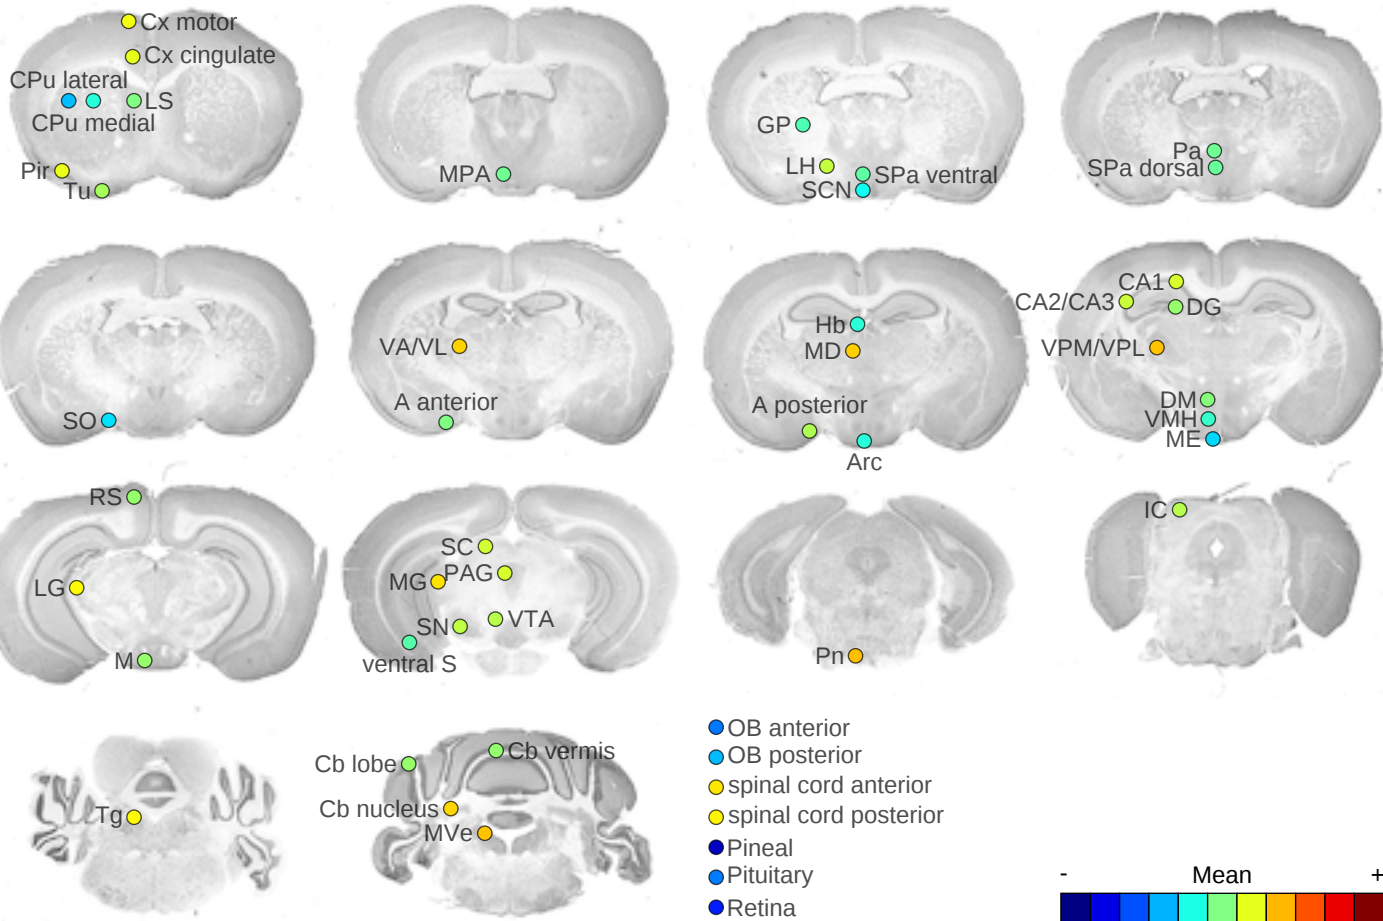 Cx motor
Cx cingulate
CPu lateral
LS
CPu medial
Pir
Tu
MPA
GP
LH
SPa ventral
SCN
Pa
SPa dorsal
SO
VA/VL
A anterior
Hb
MD
A posterior
Arc
CA1
CA2/CA3
DG
VPM/VPL
DM
VMH
ME
RS
LG
M
SC
MG
PAG
SN
VTA
ventral S
Pn
IC
Tg
Cb lobe
Cb vermis
Cb nucleus
MVe
OB anterior
OB posterior
spinal cord anterior
spinal cord posterior
Pineal
Pituitary
Retina
- Mean +